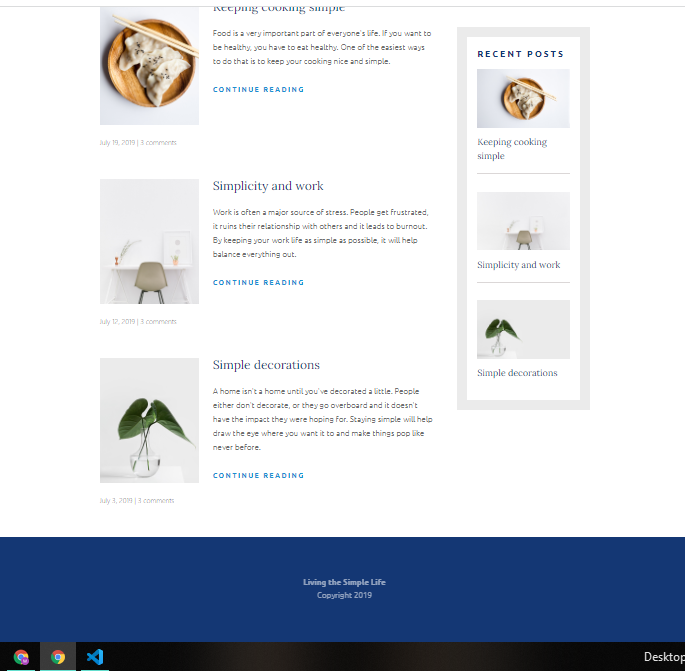 Keeping cooking simple
Food is a very important part of everyone's life. If you want to
be healthy, you have to eat healthy. One of the easiest ways
to do that is to keep your cooking nice and simple.
CONTINUE READING
July 19, 2019 | 3 comments
Simplicity and work
Work is often a major source of stress. People get frustrated,
it ruins their relationship with others and it leads to burnout.
By keeping your work life as simple as possible, it will help
balance everything out.
CONTINUE READING
July 12, 2019 | 3 comments
Simple decorations
A home isn't a home until you've decorated a little. People
either don't decorate, or they go overboard and it doesn't
have the impact they were hoping for. Staying simple will help
draw the eye where you want it to and make things pop like
never before.
CONTINUE READING
July 3, 2019 | 3 comments
RECENT POSTS
Keeping cooking
simple
Simplicity and work
Simple decorations
Living the Simple Life
Copyright 2019
Desktop